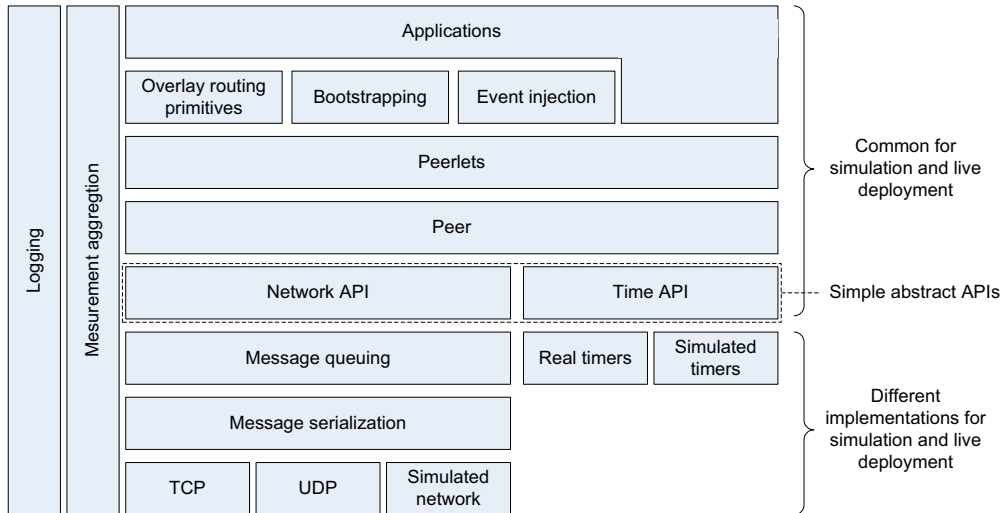 Logging
Mesurement aggregtion
Applications
Overlay routing
primitives
Bootstrapping
Event injection
Peerlets
Peer
Network API
Time API
Message queuing
Real timers
Simulated
timers
Message serialization
TCP
UDP
Simulated
network
Common for
simulation and live
deployment
Simple abstract APIs
Different
implementations for
simulation and live
deployment